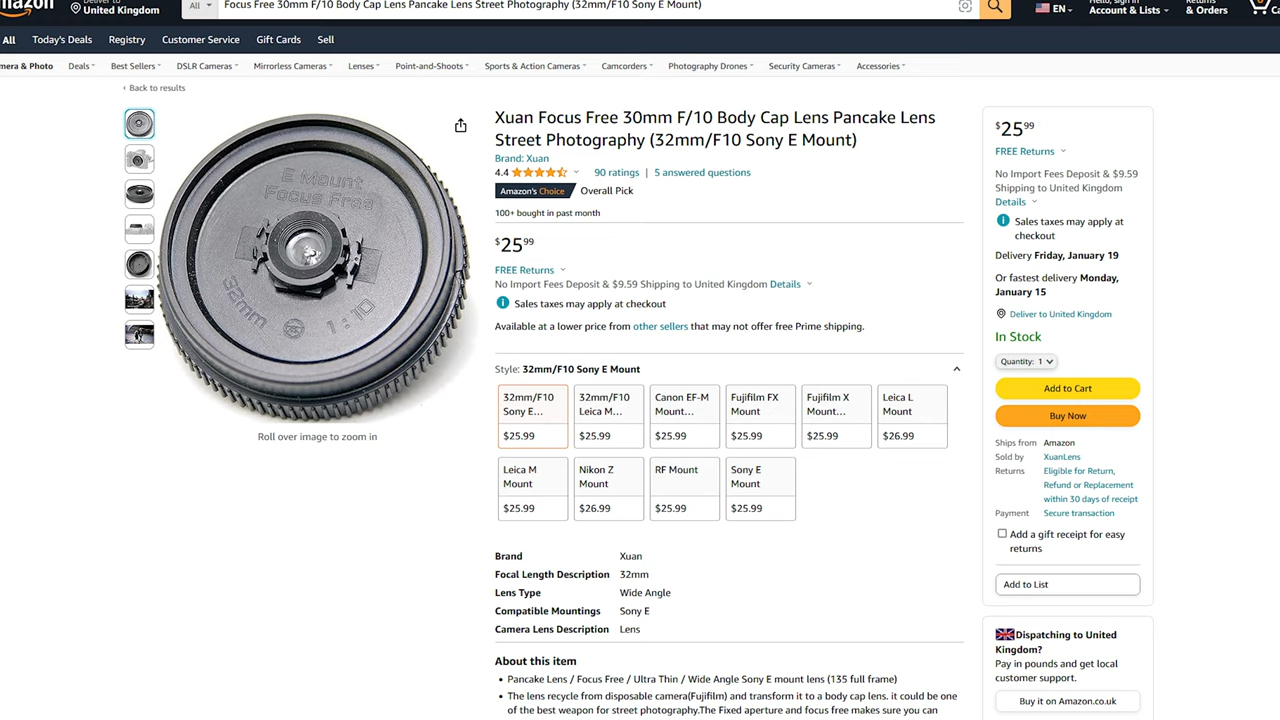 United Kingdom
All
Focus Free 30mm F/10 Body Cap Lens Pancake Lens Street Photography (32mm/F10 Sony E Mount)
EN
Account & Lists
& Orders
All
Today's Deals
Registry
Customer Service
Gift Cards
Sell
mera & Photo
Deals
Best Sellers
DSLR Cameras
Mirrorless Cameras
Lenses
Point-and-Shoots
Sports & Action Cameras
Camcorders
Photography Drones
Security Cameras
Accessories
‹ Back to results
E Mount
Focus Free
32mm
1:10
Roll over image to zoom in
Xuan Focus Free 30mm F/10 Body Cap Lens Pancake Lens
Street Photography (32mm/F10 Sony E Mount)
Brand: Xuan
4.4 90 ratings | 5 answered questions
Amazon's Choice Overall Pick
100+ bought in past month
$25 99
FREE Returns
No Import Fees Deposit & $9.59 Shipping to United Kingdom Details
Sales taxes may apply at checkout
Available at a lower price from other sellers that may not offer free Prime shipping.
Style: 32mm/F10 Sony E Mount
32mm/F10
Sony E...
$25.99
32mm/F10
Leica M...
$25.99
Canon EF-M
Mount...
$25.99
Fujifilm FX
Mount
$25.99
Fujifilm X
Mount...
$25.99
Leica L
Mount
$26.99
Leica M
Mount
$25.99
Nikon Z
Mount
$26.99
RF Mount
$25.99
Sony E
Mount
$25.99
Brand Xuan
Focal Length Description 32mm
Lens Type Wide Angle
Compatible Mountings Sony E
Camera Lens Description Lens
About this item
• Pancake Lens / Focus Free / Ultra Thin / Wide Angle Sony E mount lens (135 full frame)
• The lens recycle from disposable camera(Fujifilm) and transform it to a body cap lens. it could be one
of the best weapon for street photography.The Fixed aperture and focus free makes sure you can
$25 99
FREE Returns
No Import Fees Deposit & $9.59
Shipping to United Kingdom
Details
Sales taxes may apply at
checkout
Delivery Friday, January 19
Or fastest delivery Monday,
January 15
Deliver to United Kingdom
In Stock
Quantity: 1
Add to Cart
Buy Now
Ships from Amazon
Sold by XuanLens
Returns Eligible for Return,
Refund or Replacement
within 30 days of receipt
Payment Secure transaction
Add a gift receipt for easy
returns
Add to List
Dispatching to United
Kingdom?
Pay in pounds and get local
customer support.
Buy it on Amazon.co.uk